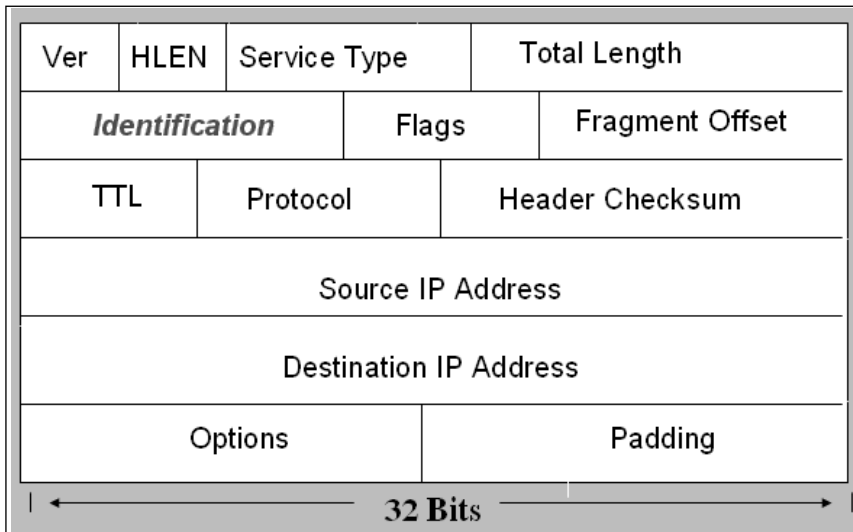 Ver HLEN Service Type Total Length
Identification Flags Fragment Offset
TTL Protocol Header Checksum
Source IP Address
Destination IP Address
Options Padding
32 Bits